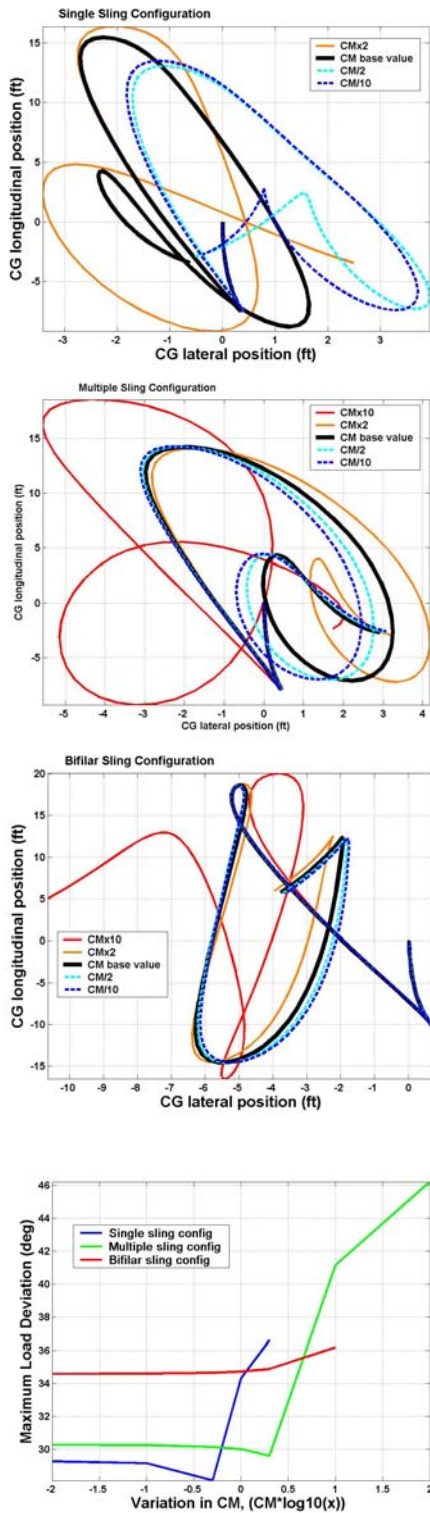 Single Sling Configuration
CMx2
CM base value
CM/2
CM/10
CG longitudinal position (ft)
15
10
5
0
-5
-3 -2 -1 0 1 2 3
CG lateral position (ft)
Multiple Sling Configuration
CMx10
CMx2
CM base value
CM/2
CM/10
CG longitudinal position (ft)
15
10
5
0
-5
-5 -4 -3 -2 -1 0 1 2 3 4
CG lateral position (ft)
Bifilar Sling Configuration
CG longitudinal position (ft)
20
15
10
5
0
-5
-10
-15
CMx10
CMx2
CM base value
CM/2
CM/10
-10 -9 -8 -7 -6 -5 -4 -3 -2 -1 0
CG lateral position (ft)
Maximum Load Deviation (deg)
46
44
42
40
38
36
34
32
30
Single sling config
Multiple sling config
Bifilar sling config
-2 -1.5 -1 -0.5 0 0.5 1 1.5 2
Variation in CM, (CM*log10(x))